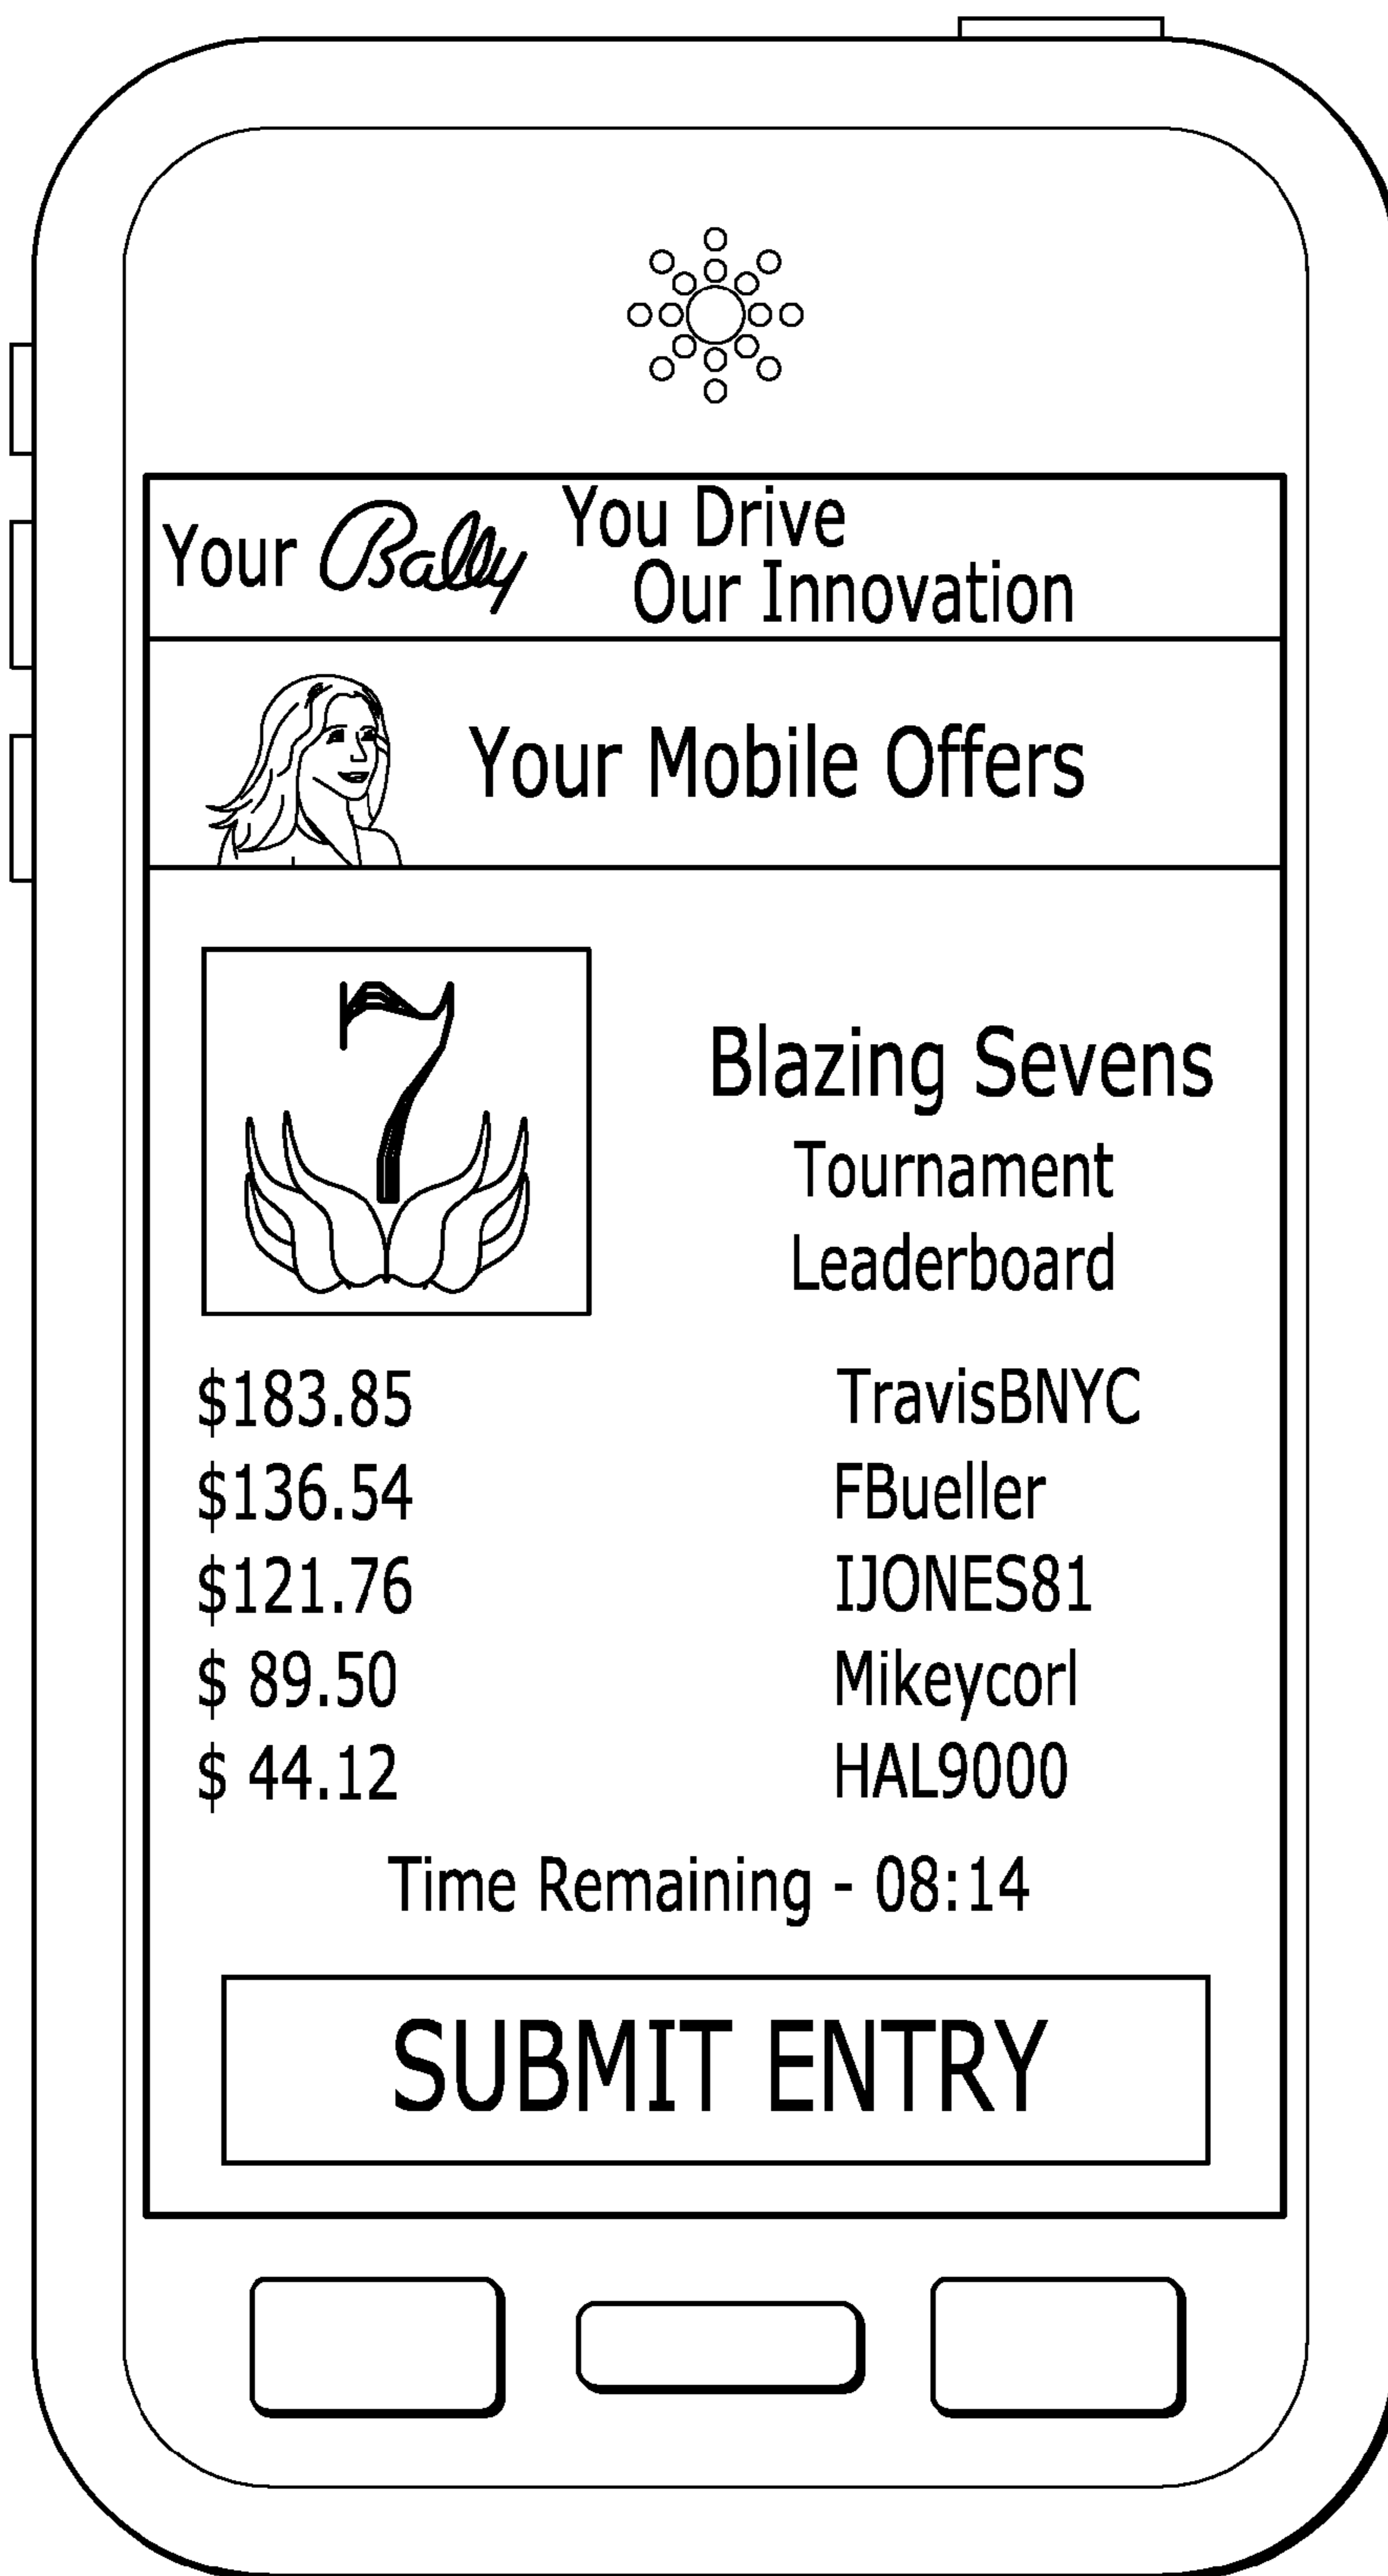 Your Bally You Drive
Our Innovation
Your Mobile Offers
7
Blazing Sevens
Tournament
Leaderboard
$183.85 TravisBNYC
$136.54 FBueller
$121.76 IJONES81
$ 89.50 Mikeycorl
$ 44.12 HAL9000
Time Remaining - 08:14
SUBMIT ENTRY